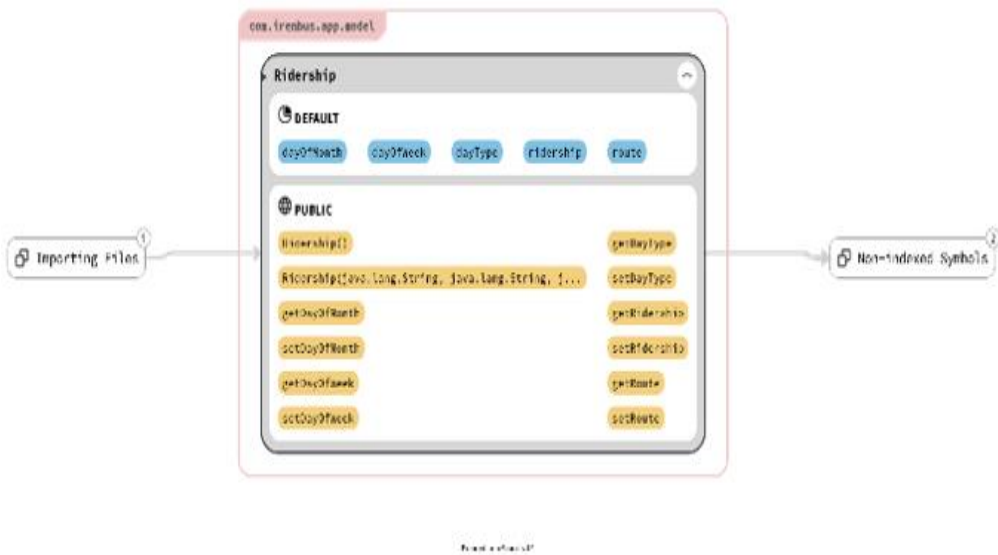 com.irenbus.app.model
Ridership
DEFAULT
dayOfMonth dayOfWeek dayType ridership route
PUBLIC
Ridership() getDayType
Ridership(java.lang.String, java.lang.String, j... setDayType
getDayOfMonth getRidership
setDayOfMonth setRidership
getDayOfWeek getRoute
setDayOfWeek setRoute
1
Importing Files
2
Non-indexed Symbols